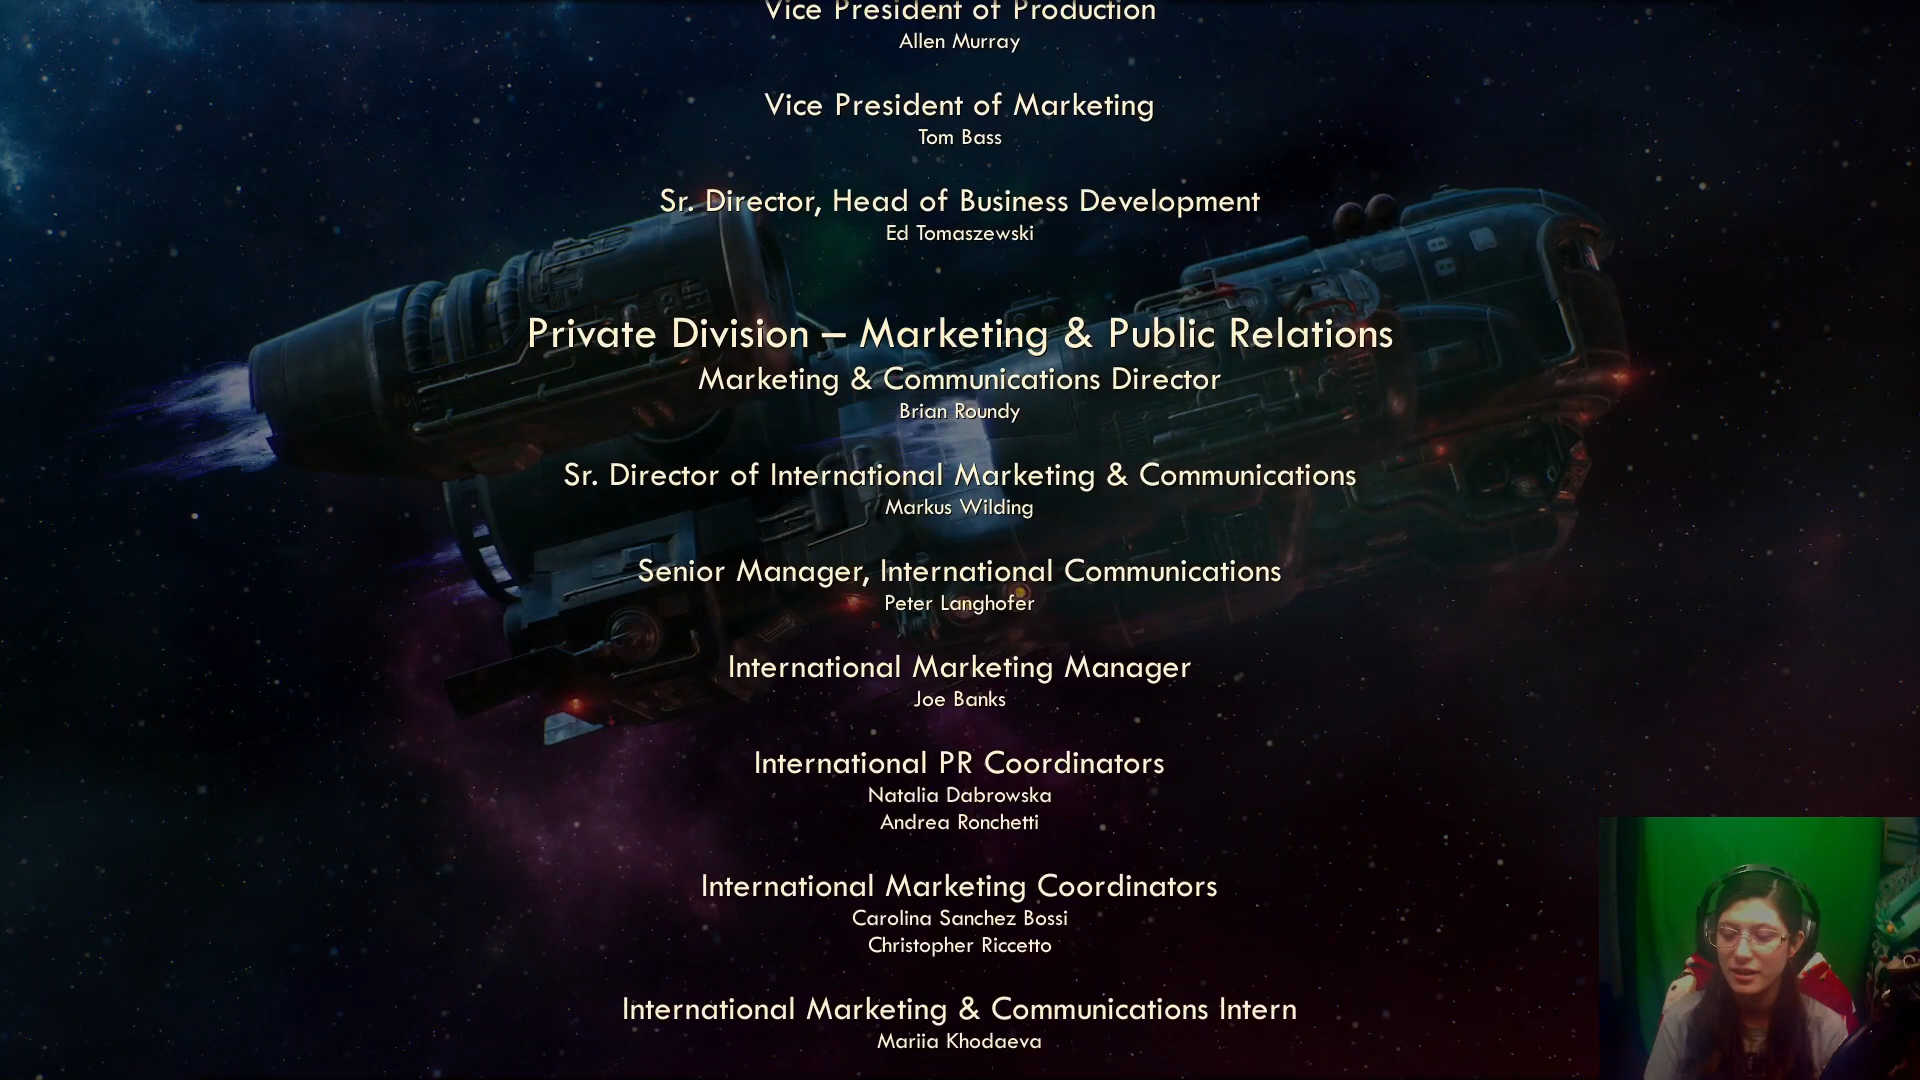 Vice President of Production
Allen Murray
Vice President of Marketing
Tom Bass
Sr. Director, Head of Business Development
Ed Tomaszewski
Private Division – Marketing & Public Relations
Marketing & Communications Director
Brian Roundy
Sr. Director of International Marketing & Communications
Markus Wilding
Senior Manager, International Communications
Peter Langhofer
International Marketing Manager
Joe Banks
International PR Coordinators
Natalia Dabrowska
Andrea Ronchetti
International Marketing Coordinators
Carolina Sanchez Bossi
Christopher Riccetto
International Marketing & Communications Intern
Mariia Khodaeva